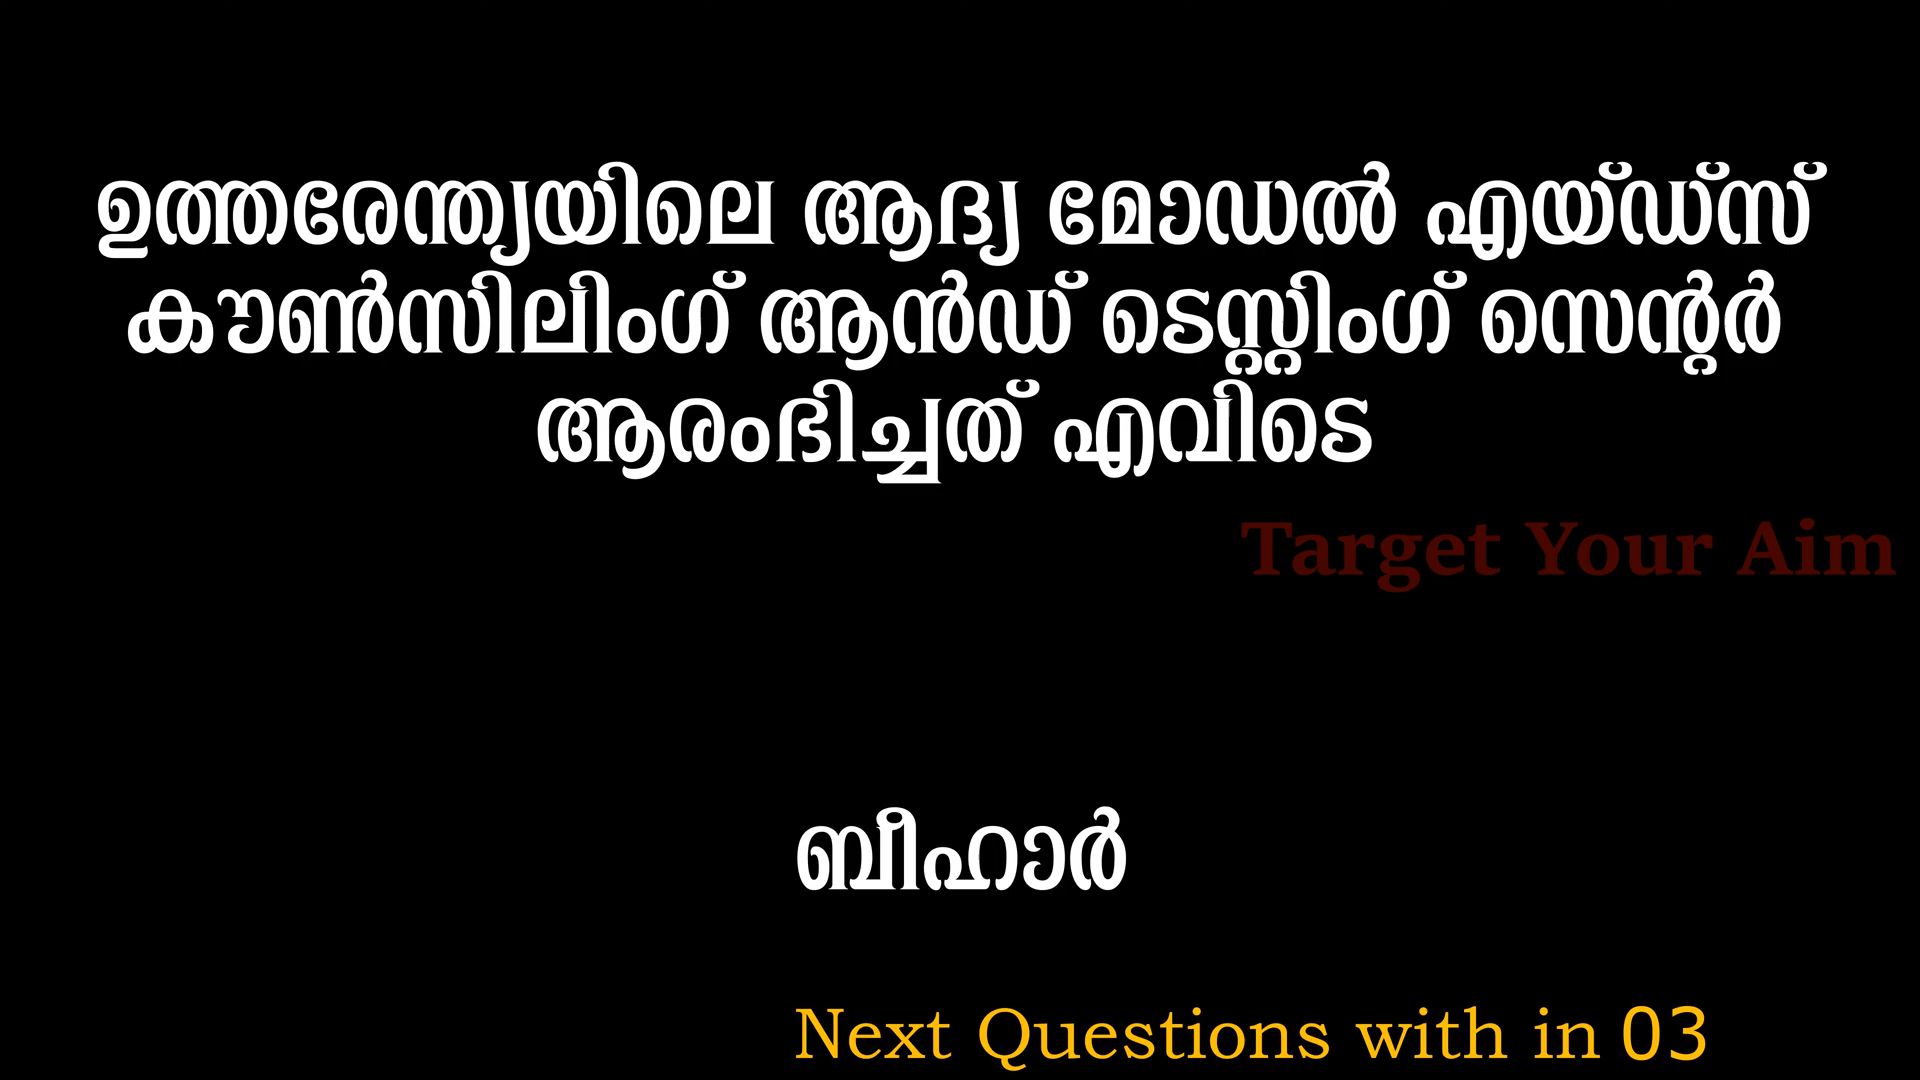 ഉത്തരേന്ത്യയിലെ ആദ്യ മോഡൽ എയ്ഡ്സ്
കൗൺസിലിംഗ് ആൻഡ് ടെസ്റ്റിംഗ് സെന്റർ
ആരംഭിച്ചത് എവിടെ
Target Your Aim
ബീഹാർ
Next Questions with in 03